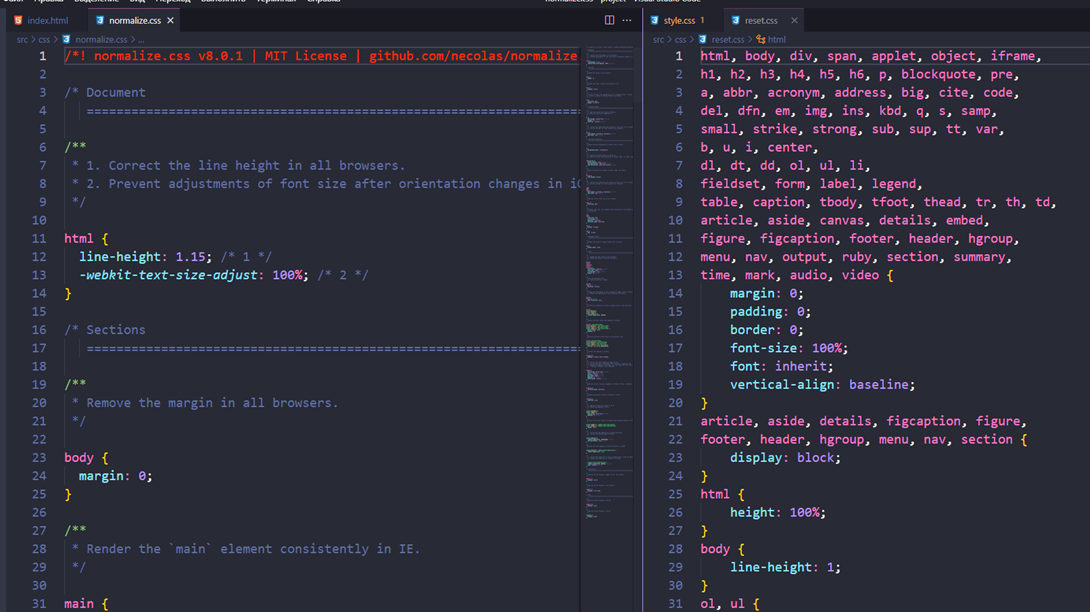 normalize.css - project - Visual Studio Code
index.html
normalize.css
src > css > normalize.css > ...
1 /*! normalize.css v8.0.1 | MIT License | github.com/necolas/normalize
2
3 /* Document
4 ===================================================================
5
6 /**
7 * 1. Correct the line height in all browsers.
8 * 2. Prevent adjustments of font size after orientation changes in iO
9 */
10
11 html {
12 line-height: 1.15; /* 1 */
13 -webkit-text-size-adjust: 100%; /* 2 */
14 }
15
16 /* Sections
17 ===================================================================
18
19 /**
20 * Remove the margin in all browsers.
21 */
22
23 body {
24 margin: 0;
25 }
26
27 /**
28 * Render the `main` element consistently in IE.
29 */
30
31 main {
style.css 1
reset.css
src > css > reset.css > html
1 html, body, div, span, applet, object, iframe,
2 h1, h2, h3, h4, h5, h6, p, blockquote, pre,
3 a, abbr, acronym, address, big, cite, code,
4 del, dfn, em, img, ins, kbd, q, s, samp,
5 small, strike, strong, sub, sup, tt, var,
6 b, u, i, center,
7 dl, dt, dd, ol, ul, li,
8 fieldset, form, label, legend,
9 table, caption, tbody, tfoot, thead, tr, th, td,
10 article, aside, canvas, details, embed,
11 figure, figcaption, footer, header, hgroup,
12 menu, nav, output, ruby, section, summary,
13 time, mark, audio, video {
14 margin: 0;
15 padding: 0;
16 border: 0;
17 font-size: 100%;
18 font: inherit;
19 vertical-align: baseline;
20 }
21 article, aside, details, figcaption, figure,
22 footer, header, hgroup, menu, nav, section {
23 display: block;
24 }
25 html {
26 height: 100%;
27 }
28 body {
29 line-height: 1;
30 }
31 ol, ul {